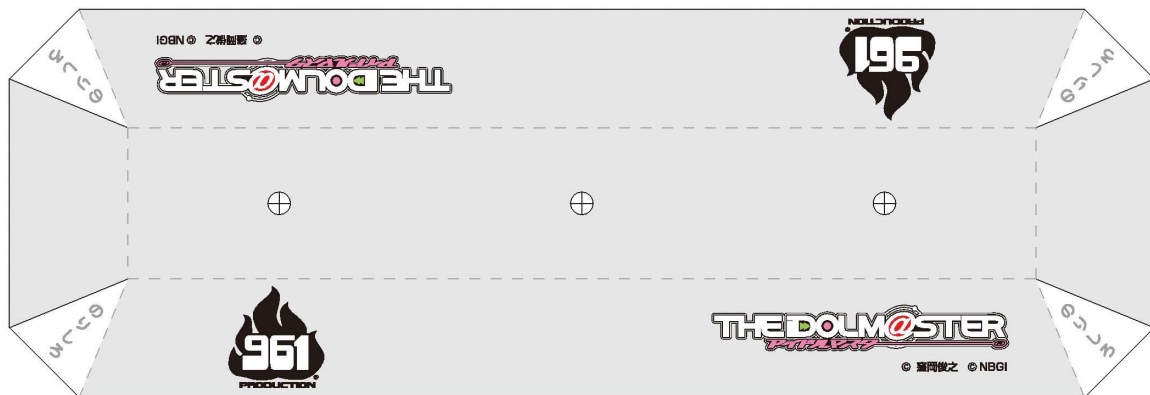 THE IDOLM@STER
アイドルマスター
© 窪岡俊之 © NBGI
961
PRODUCTION
のりしろ
のりしろ
961
PRODUCTION
THE IDOLM@STER
アイドルマスター
© 窪岡俊之 © NBGI
のりしろ
のりしろ